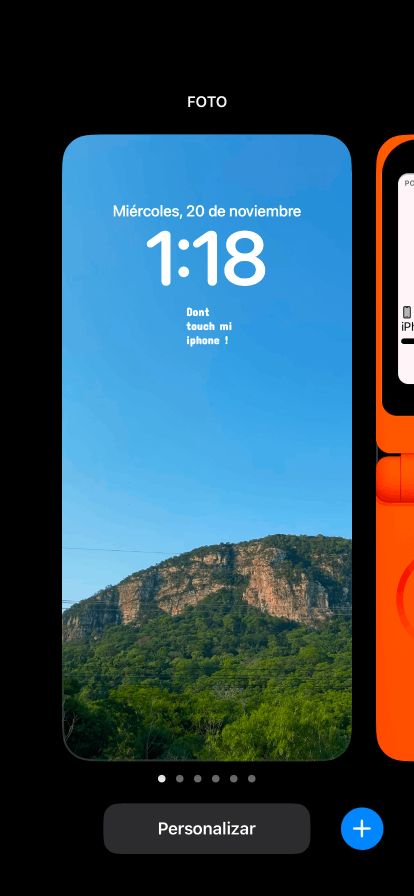 FOTO
Miércoles, 20 de noviembre
1:18
Dont
touch mi
iphone !
Personalizar